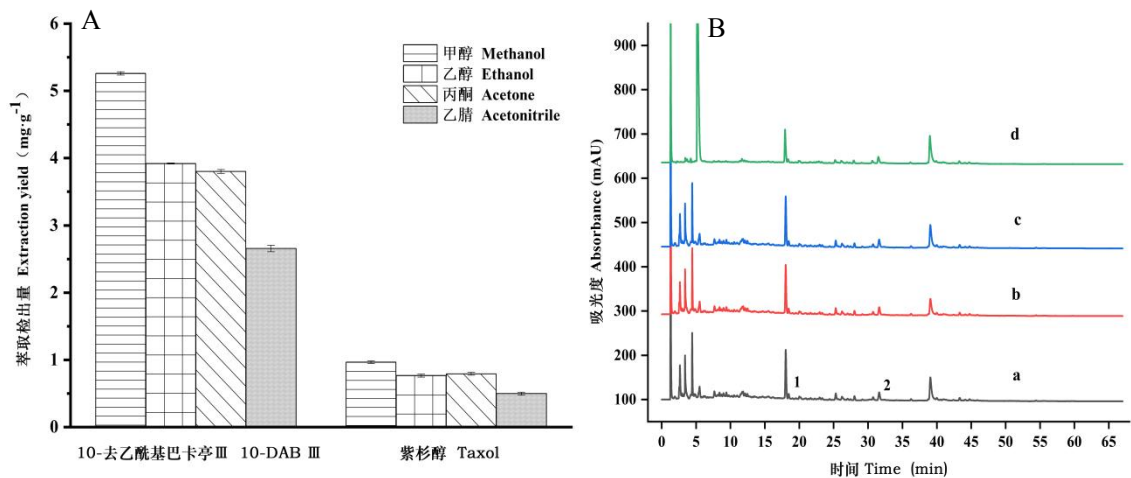 A
萃取检出量 Extraction yield（mg·g⁻¹）
6
5
4
3
2
1
0
甲醇 Methanol
乙醇 Ethanol
丙酮 Acetone
乙腈 Acetonitrile
10-去乙酰基巴卡亭Ⅲ 10-DAB Ⅲ
紫杉醇 Taxol
B
吸光度 Absorbance (mAU)
900
800
700
600
500
400
300
200
100
d
c
b
a
1
2
0 5 10 15 20 25 30 35 40 45 50 55 60 65
时间 Time (min)